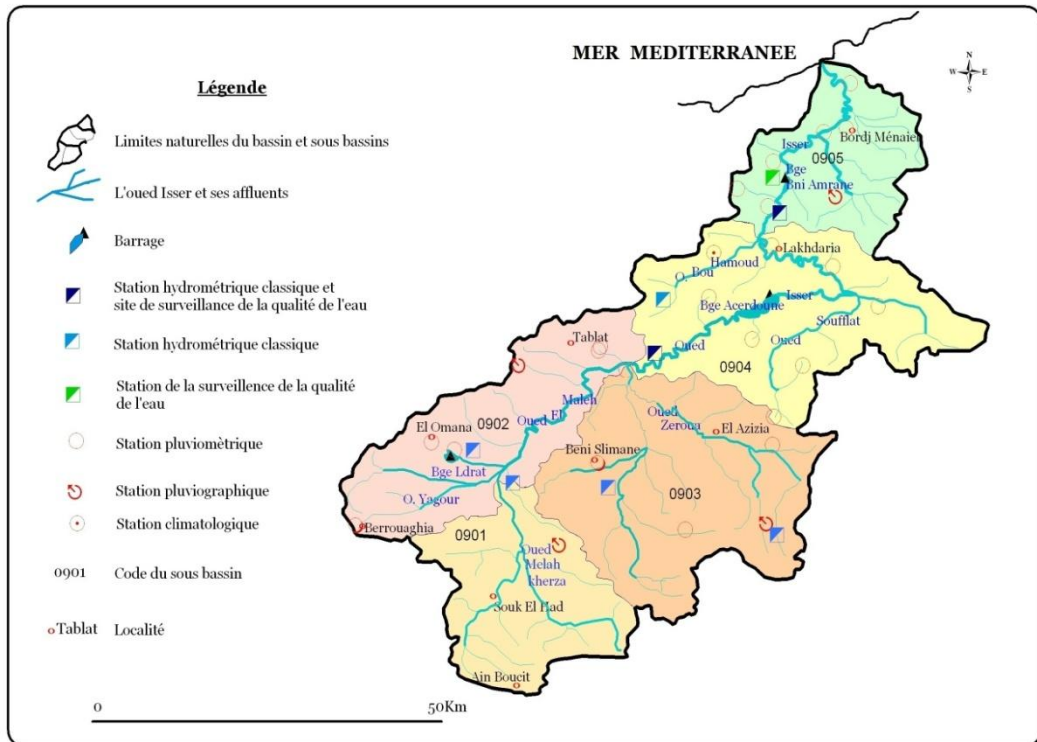 MER MEDITERRANEE
N
W E
S
Légende
Limites naturelles du bassin et sous bassins
L'oued Isser et ses affluents
Barrage
Station hydrométrique classique et
site de surveillance de la qualité de l'eau
Station hydrométrique classique
Station de la surveillence de la qualité
de l'eau
Station pluviomètrique
Station pluviographique
Station climatologique
0901 Code du sous bassin
Tablat Localité
0 50Km
Bordj Ménaiel
Isser
0905
Bge
Bni Amrane
Lakhdaria
O. Bou Hamoud
Bge Acerdoune
Isser
Soufflat
Oued
Oued
0904
Tablat
Maleh
Oued El
El Omana
0902
Bge Ldrat
O. Yagour
Berrouaghia
Oued
Zeroua
El Azizia
Beni Slimane
0903
0901
Oued
Melah
kherza
Souk El Had
Ain Boucit